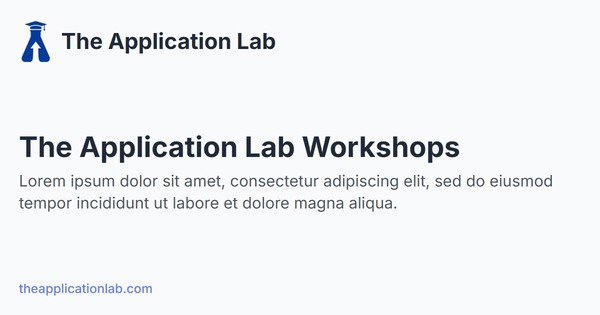 The Application Lab
The Application Lab Workshops
Lorem ipsum dolor sit amet, consectetur adipiscing elit, sed do eiusmod
tempor incididunt ut labore et dolore magna aliqua.
theapplicationlab.com